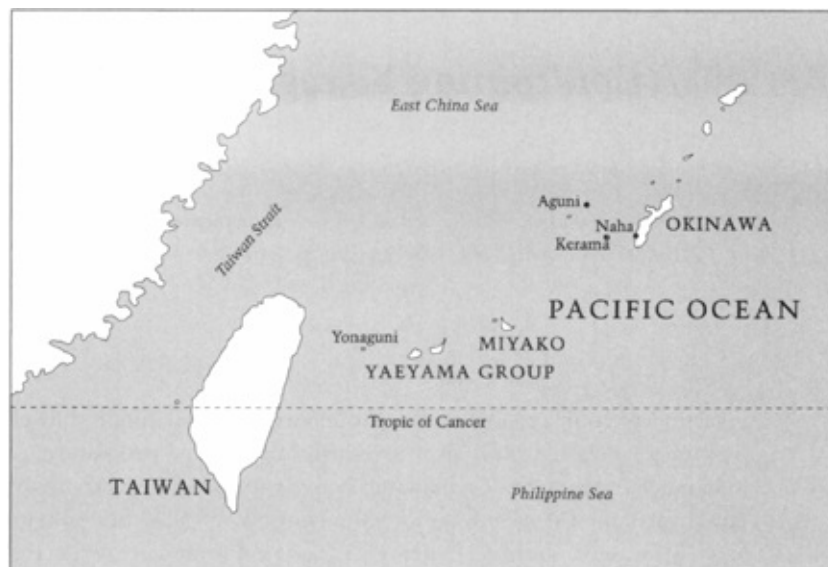 East China Sea
Aguni
Naha
OKINAWA
Kerama
Taiwan Strait
PACIFIC OCEAN
Yonaguni
MIYAKO
YAEYAMA GROUP
Tropic of Cancer
TAIWAN
Philippine Sea